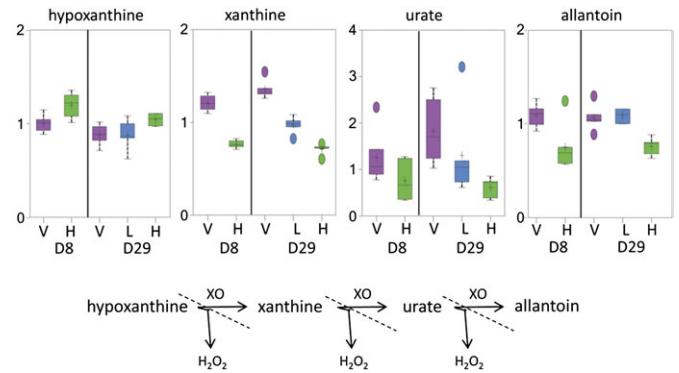 hypoxanthine xanthine urate allantoin
2 2 4 2
3
1 1 2 1
1
0 0 0 0
V H V L H V H V L H V H V L H V H V L H
D8 D29 D8 D29 D8 D29 D8 D29
XO XO XO
hypoxanthine xanthine urate allantoin
H₂O₂ H₂O₂ H₂O₂